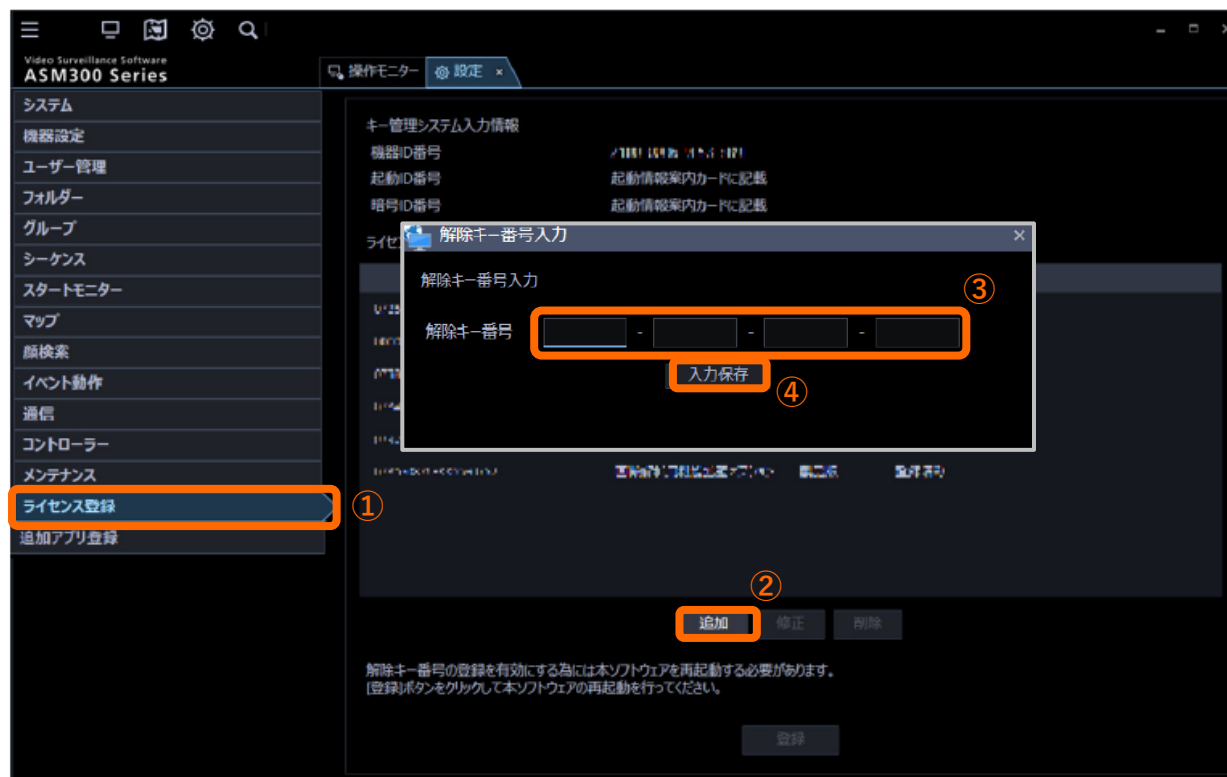 Video Surveillance Software
ASM300 Series
操作モニター
設定 ×
システム
機器設定
ユーザー管理
フォルダー
グループ
シーケンス
スタートモニター
マップ
顔検索
イベント動作
通信
コントローラー
メンテナンス
ライセンス登録
①
追加アプリ登録
キー管理システム入力情報
機器ID番号
起動ID番号 起動情報案内カードに記載
暗号ID番号 起動情報案内カードに記載
解除キー番号入力 ×
解除キー番号入力
③
解除キー番号 - - -
入力保存
④
②
追加 修正 削除
解除キー番号の登録を有効にする為には本ソフトウェアを再起動する必要があります。
[登録]ボタンをクリックして本ソフトウェアの再起動を行ってください。
登録